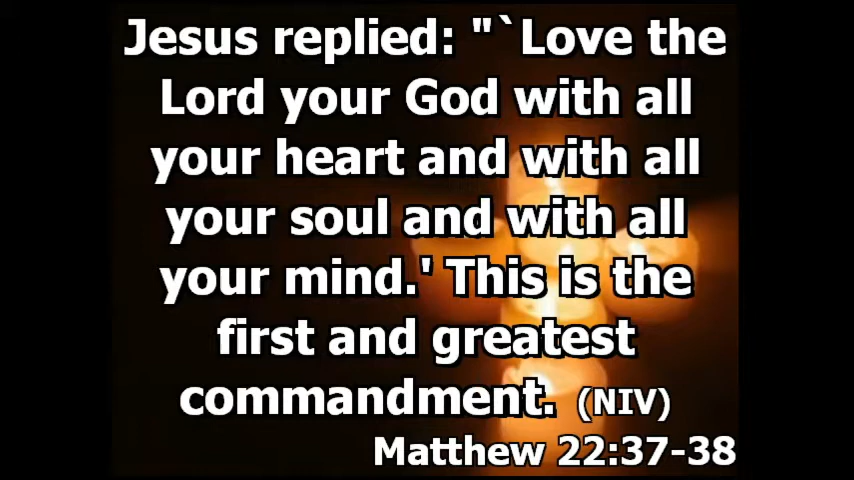 Jesus replied: "`Love the
Lord your God with all
your heart and with all
your soul and with all
your mind.' This is the
first and greatest
commandment. (NIV)
Matthew 22:37-38